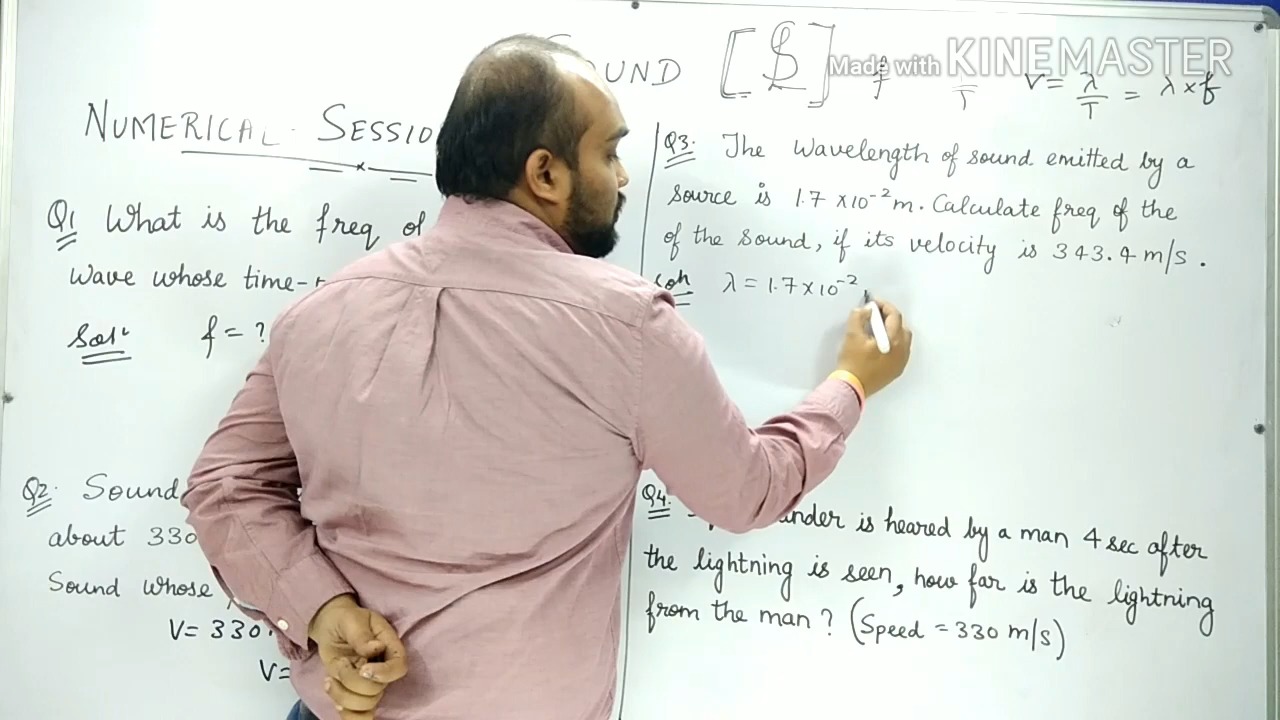 SOUND [$]
Made with KINEMASTER
f 1/T V = λ/T = λ × f
NUMERICAL SESSIO
Q1 What is the freq of
Wave whose time-
Solⁿ f = ?
Q2. Sound
about 330
Sound whose
V = 330
V =
Q3. The wavelength of sound emitted by a
source is 1.7 × 10⁻² m. Calculate freq of the
of the sound, if its velocity is 343.4 m/s.
Solⁿ λ = 1.7 × 10⁻²
Q4. under is heared by a man 4 sec after
the lightning is seen, how far is the lightning
from the man? (Speed = 330 m/s)